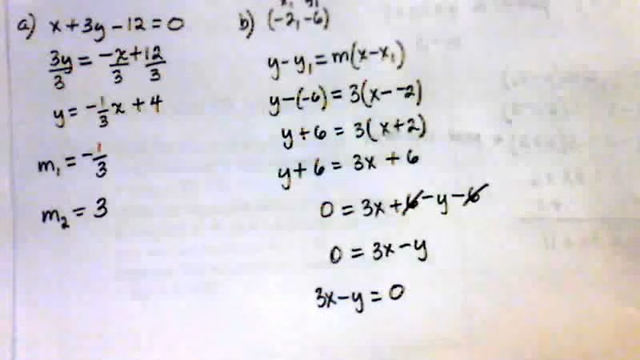 a) x + 3y - 12 = 0
3y/3 = -x/3 + 12/3
y = -1/3 x + 4
m₁ = -1/3
m₂ = 3
b) (-2, -6)
y - y₁ = m(x - x₁)
y - (-6) = 3(x - -2)
y + 6 = 3(x + 2)
y + 6 = 3x + 6
0 = 3x + 6 - y - 6
0 = 3x - y
3x - y = 0